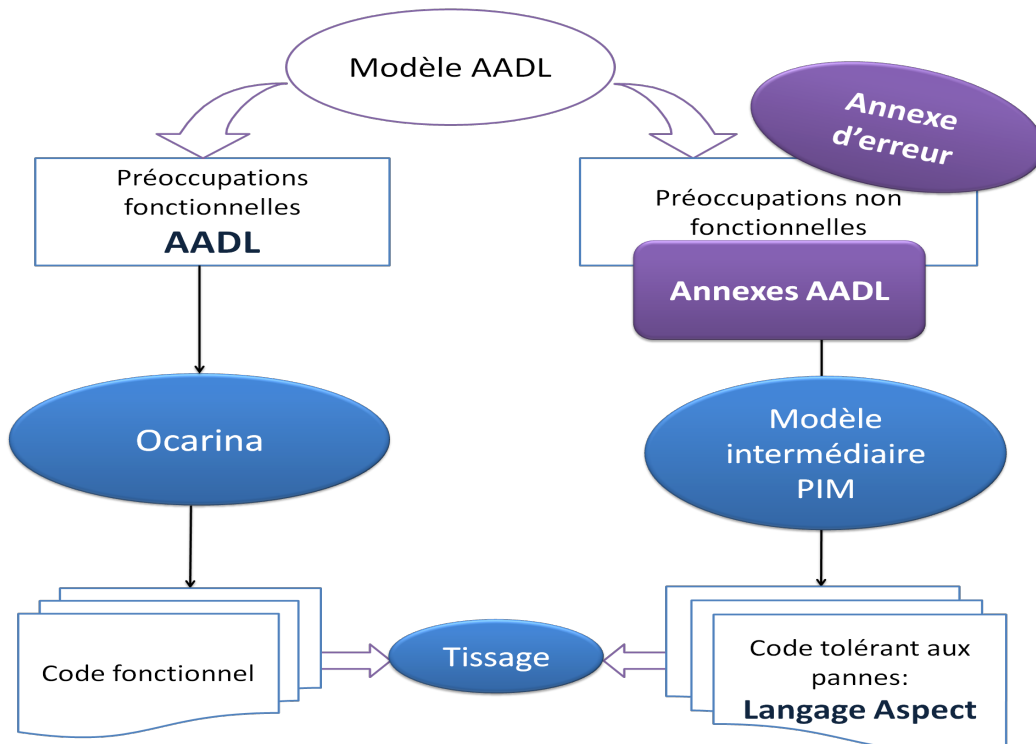 Modèle AADL
Annexe
d'erreur
Préoccupations
fonctionnelles
AADL
Préoccupations non
fonctionnelles
Annexes AADL
Ocarina
Modèle
intermédiaire
PIM
Code fonctionnel
Tissage
Code tolérant aux
pannes:
Langage Aspect